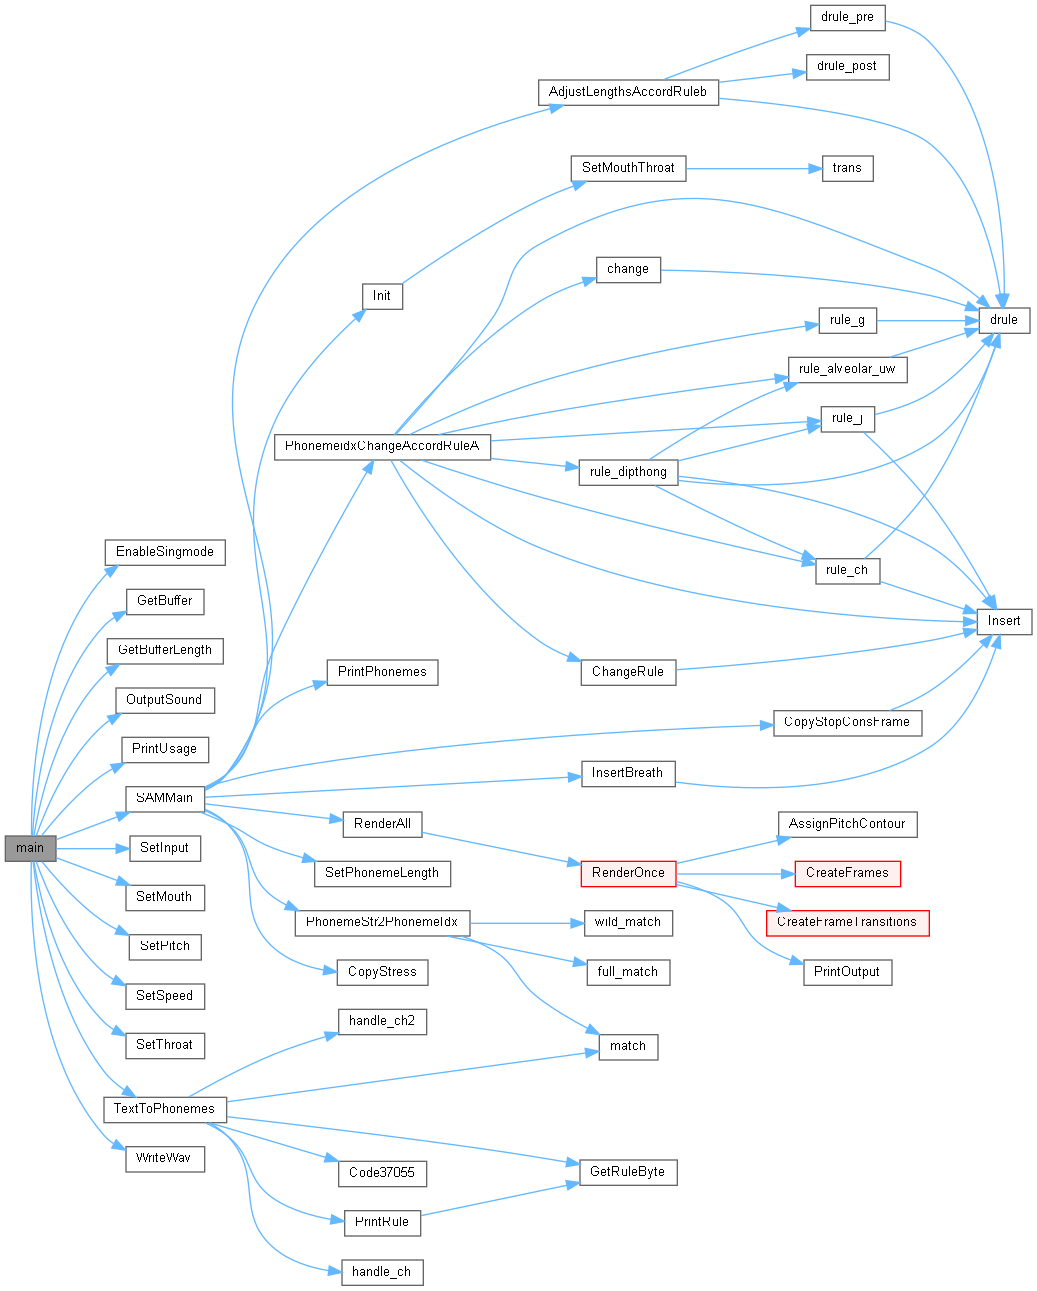 drule_pre
drule_post
AdjustLengthsAccordRuleb
SetMouthThroat
trans
change
Init
rule_g
drule
rule_alveolar_uw
rule_j
PhonemeIdxChangeAccordRuleA
rule_dipthong
EnableSingmode
rule_ch
GetBuffer
Insert
GetBufferLength
PrintPhonemes
ChangeRule
OutputSound
CopyStopConsFrame
PrintUsage
InsertBreath
SAMMain
RenderAll
AssignPitchContour
main
SetInput
SetPhonemeLength
RenderOnce
CreateFrames
SetMouth
PhonemeStr2PhonemeIdx
wild_match
CreateFrameTransitions
SetPitch
CopyStress
full_match
PrintOutput
SetSpeed
handle_ch2
SetThroat
match
TextToPhonemes
WriteWav
Code37055
GetRuleByte
PrintRule
handle_ch